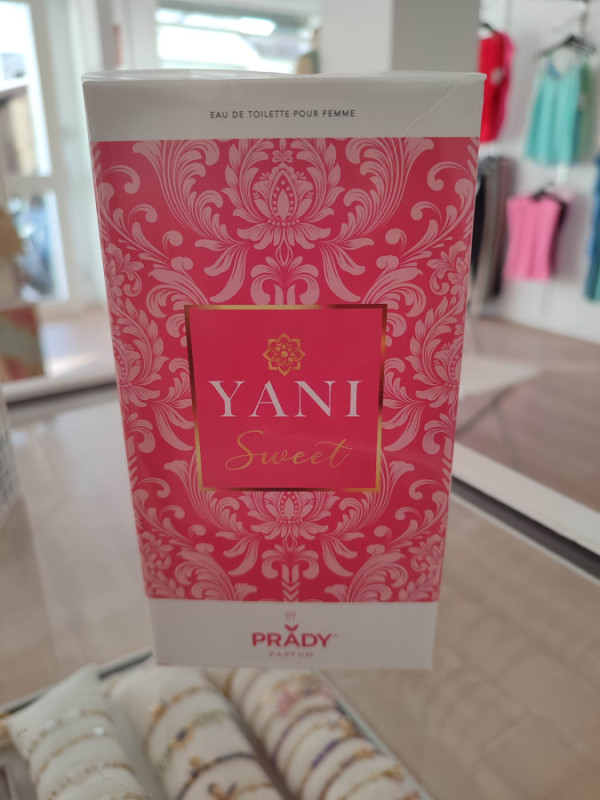 EAU DE TOILETTE POUR FEMME
YANI
Sweet
BY
PRADY®
PARFUM